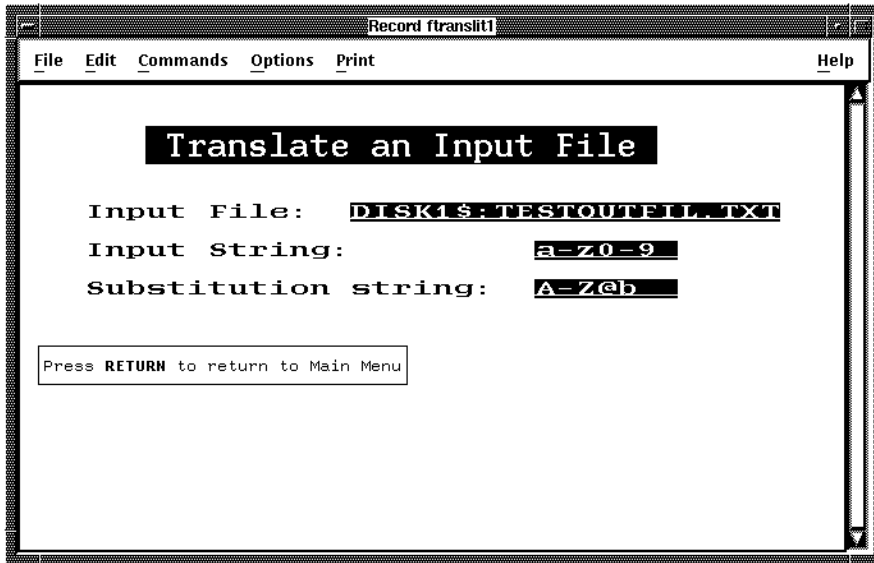 Record ftranslit1
File Edit Commands Options Print Help
Translate an Input File
Input File: DISK1$:TESTOUTFIL.TXT
Input String: a-z0-9
Substitution string: A-Z@b
Press RETURN to return to Main Menu